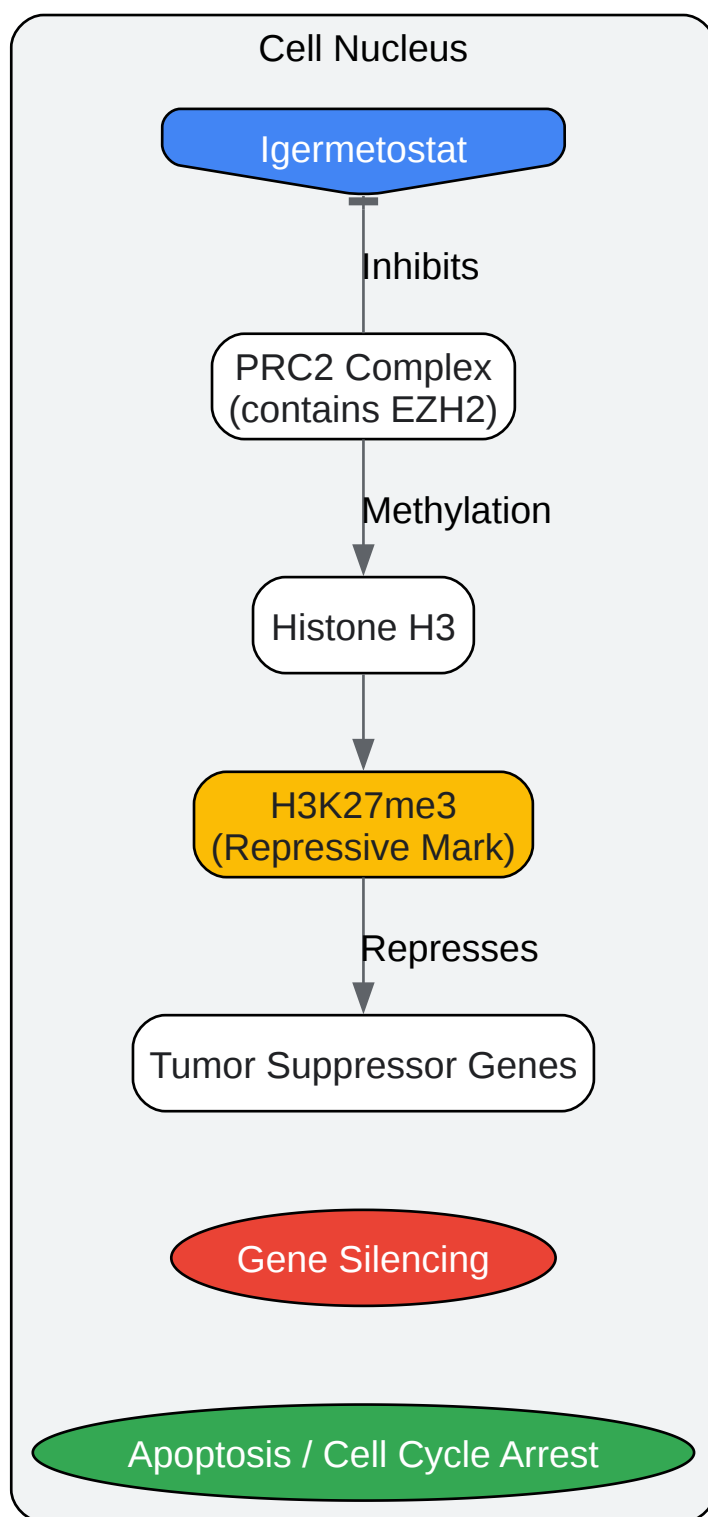 Cell Nucleus
Igermetostat
Inhibits
PRC2 Complex
(contains EZH2)
Methylation
Histone H3
H3K27me3
(Repressive Mark)
Represses
Tumor Suppressor Genes
Gene Silencing
Apoptosis / Cell Cycle Arrest